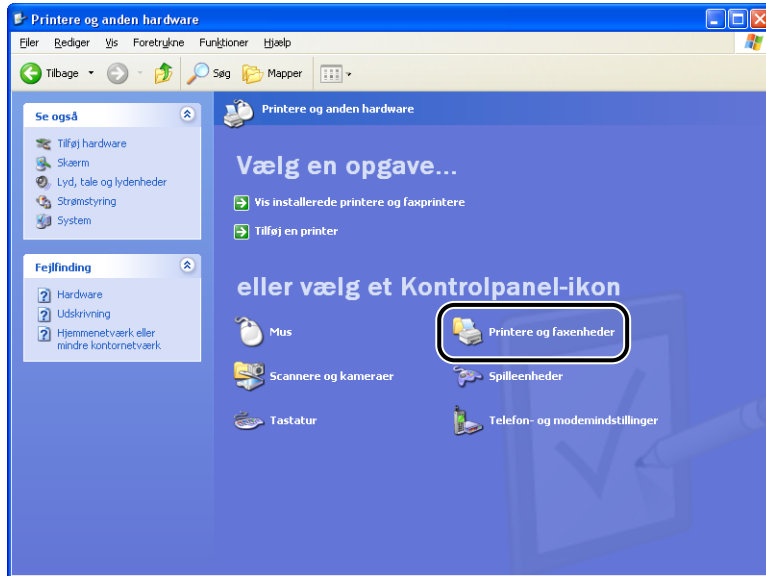 Printere og anden hardware
Filer Rediger Vis Foretrukne Funktioner Hjælp
Tilbage Søg Mapper
Se også
Tilføj hardware
Skærm
Lyd, tale og lydenheder
Strømstyring
System
Fejlfinding
Hardware
Udskrivning
Hjemmenetværk eller
mindre kontornetværk
Printere og anden hardware
Vælg en opgave...
Vis installerede printere og faxprintere
Tilføj en printer
eller vælg et Kontrolpanel-ikon
Mus
Printere og faxenheder
Scannere og kameraer
Spilleenheder
Tastatur
Telefon- og modemindstillinger